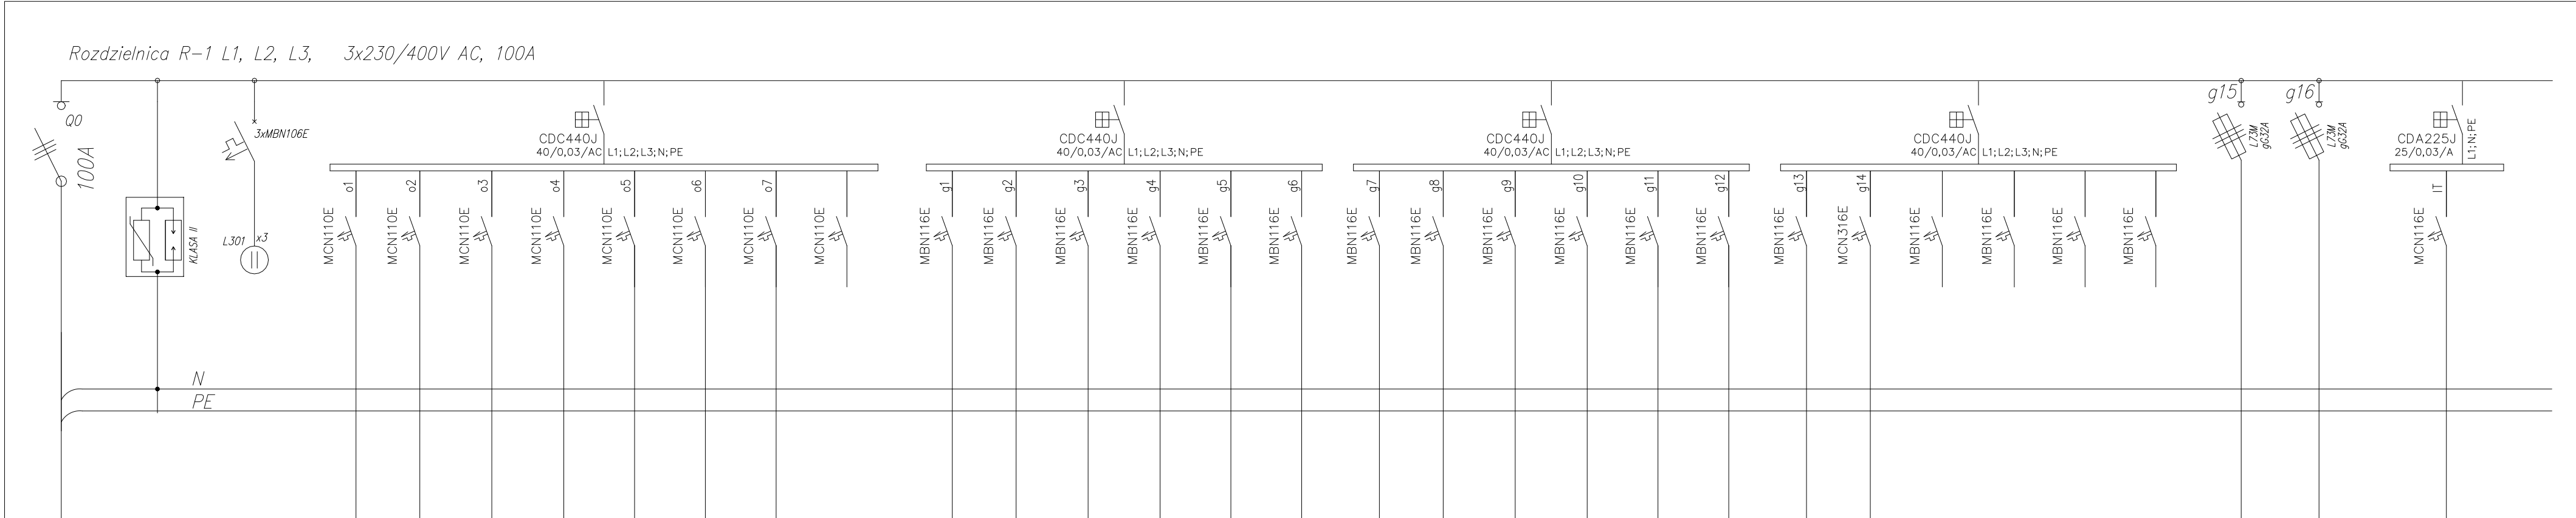 Rozdzielnica R-1 L1, L2, L3, 3x230/400V AC, 100A
Q0
100A
KLASA II
3xMBN106E
L301 x3
CDC440J
40/0,03/AC L1;L2;L3;N;PE
o1
o2
o3
o4
o5
o6
o7
MCN110E
MCN110E
MCN110E
MCN110E
MCN110E
MCN110E
MCN110E
MCN110E
CDC440J
40/0,03/AC L1;L2;L3;N;PE
g1
g2
g3
g4
g5
g6
MBN116E
MBN116E
MBN116E
MBN116E
MBN116E
MBN116E
CDC440J
40/0,03/AC L1;L2;L3;N;PE
g7
g8
g9
g10
g11
g12
MBN116E
MBN116E
MBN116E
MBN116E
MBN116E
MBN116E
CDC440J
40/0,03/AC L1;L2;L3;N;PE
g13
g14
MBN116E
MCN316E
MBN116E
MBN116E
MBN116E
MBN116E
g15
L73M
gG32A
g16
L73M
gG32A
CDA225J
25/0,03/A
L1;N;PE
IT
MCN116E
N
PE